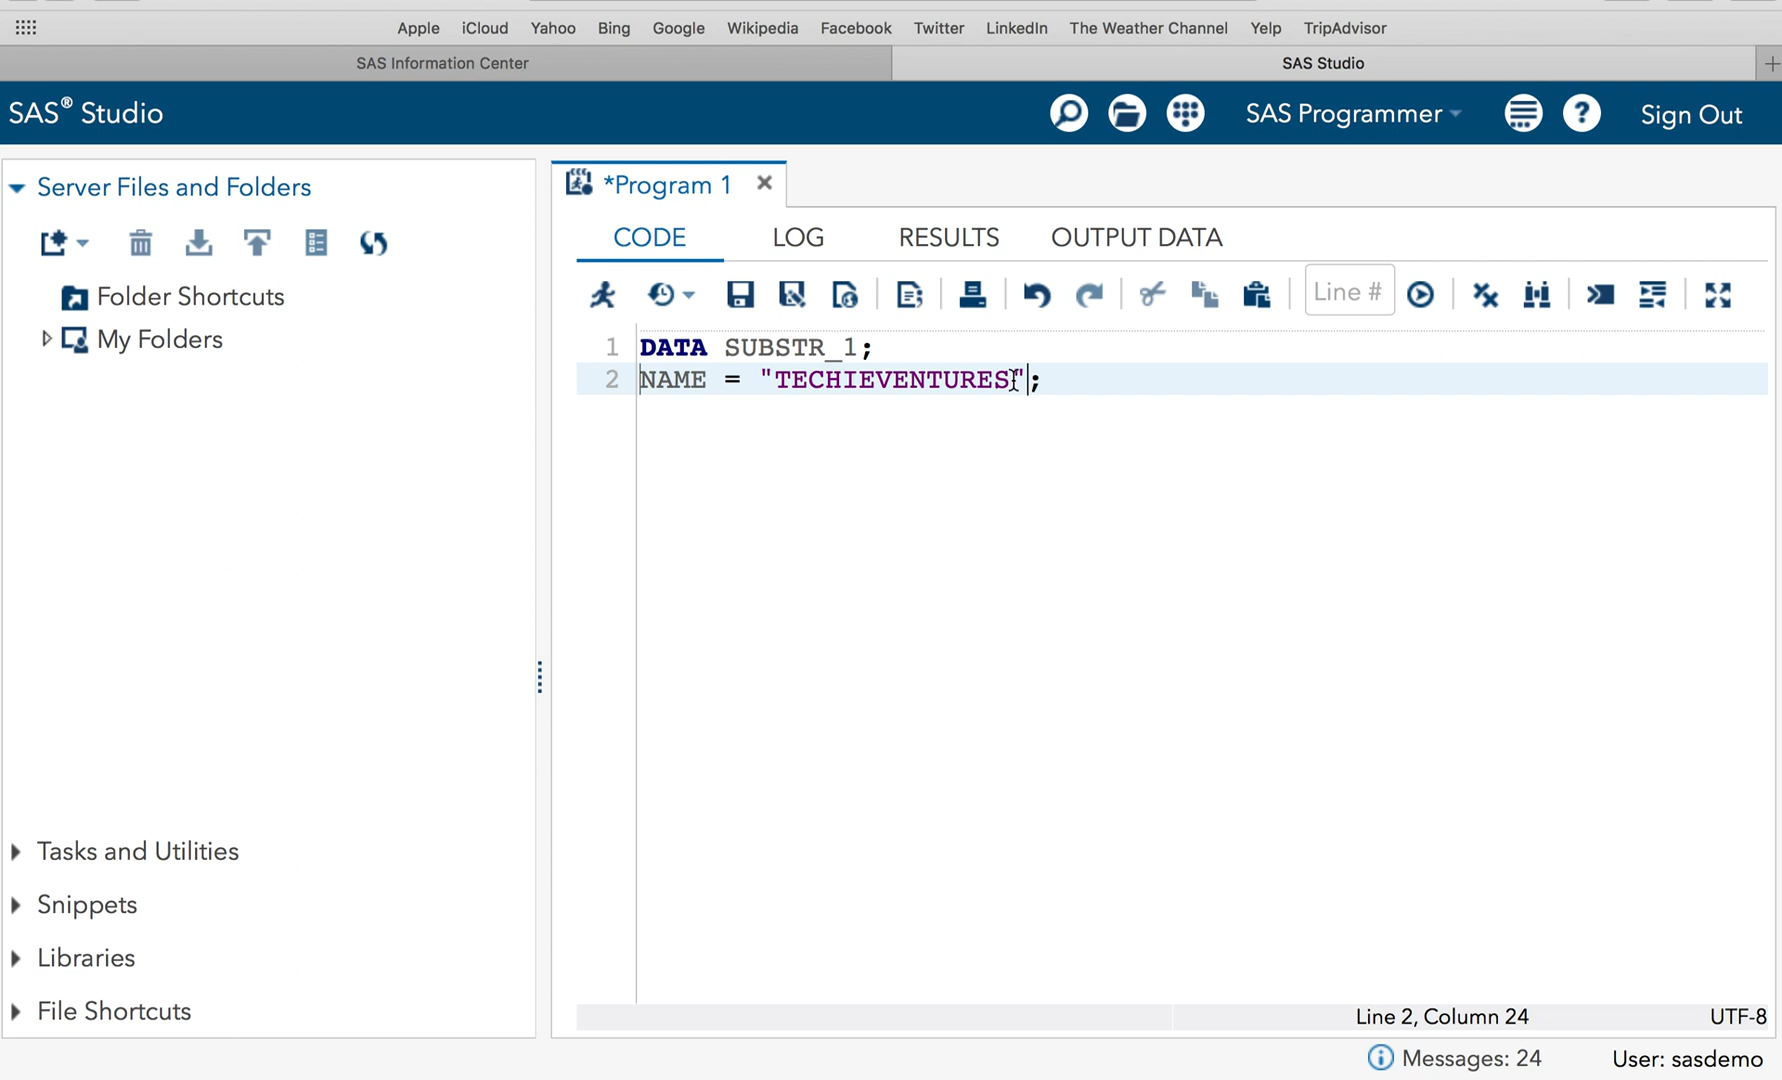 Apple iCloud Yahoo Bing Google Wikipedia Facebook Twitter LinkedIn The Weather Channel Yelp TripAdvisor
SAS Information Center SAS Studio
SAS® Studio SAS Programmer Sign Out
Server Files and Folders
Folder Shortcuts
My Folders
Tasks and Utilities
Snippets
Libraries
File Shortcuts
*Program 1
CODE LOG RESULTS OUTPUT DATA
Line #
1 DATA SUBSTR_1;
2 NAME = "TECHIEVENTURES";
Line 2, Column 24 UTF-8
Messages: 24 User: sasdemo